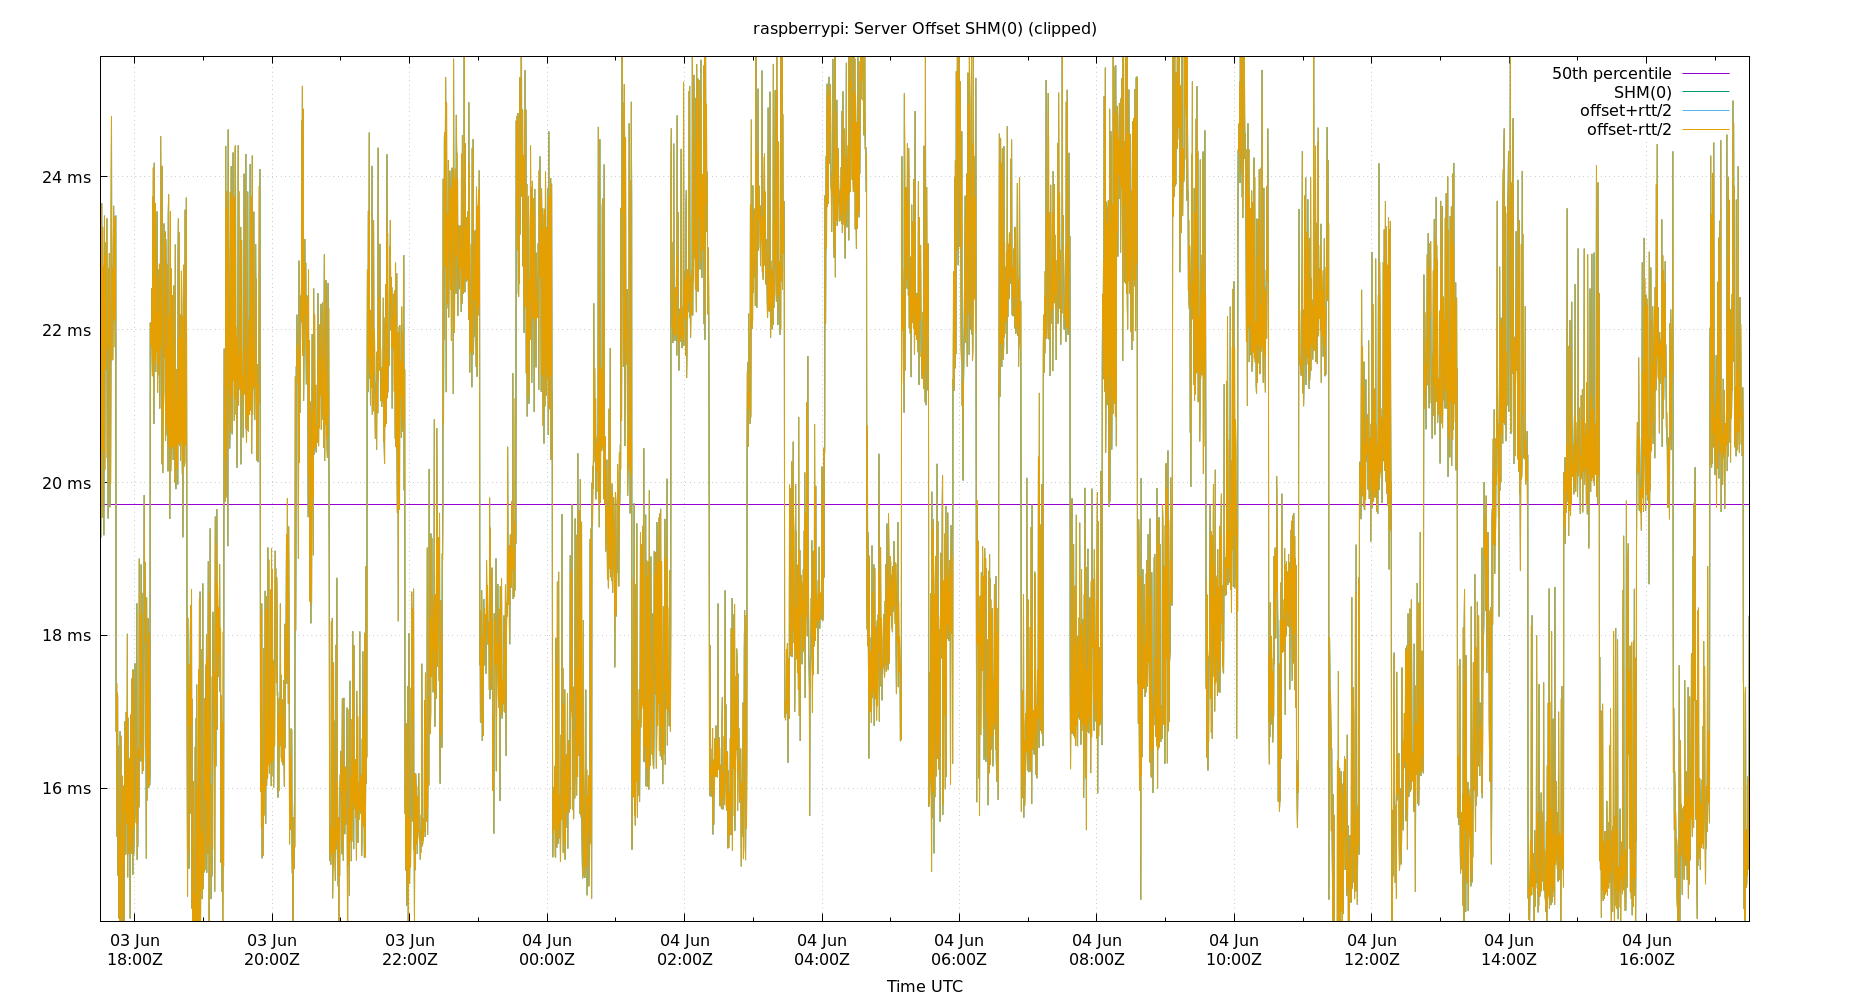 raspberrypi: Server Offset SHM(0) (clipped)
50th percentile
SHM(0)
offset+rtt/2
offset-rtt/2
24 ms
22 ms
20 ms
18 ms
16 ms
03 Jun 03 Jun 03 Jun 04 Jun 04 Jun 04 Jun 04 Jun 04 Jun 04 Jun 04 Jun 04 Jun 04 Jun
18:00Z 20:00Z 22:00Z 00:00Z 02:00Z 04:00Z 06:00Z 08:00Z 10:00Z 12:00Z 14:00Z 16:00Z
Time UTC